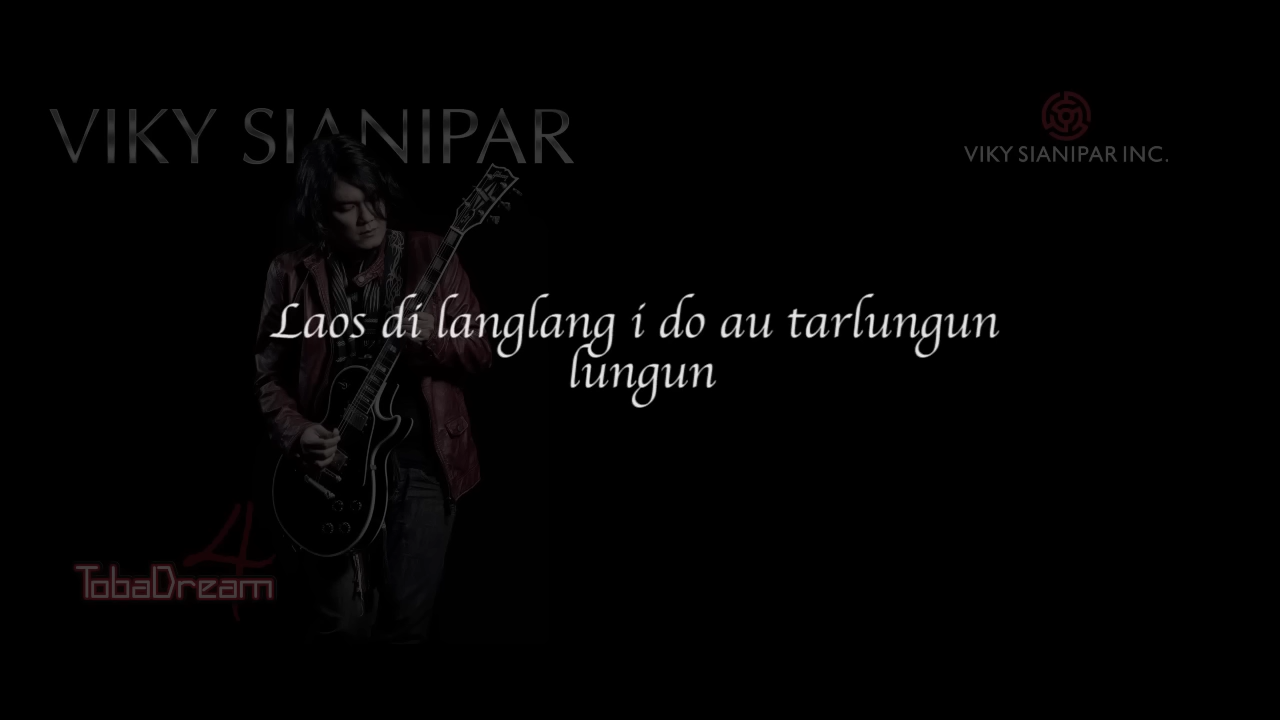 VIKY SIANIPAR
VIKY SIANIPAR INC.
Laos di langlang i do au tarlungun
lungun
TobaDream
4